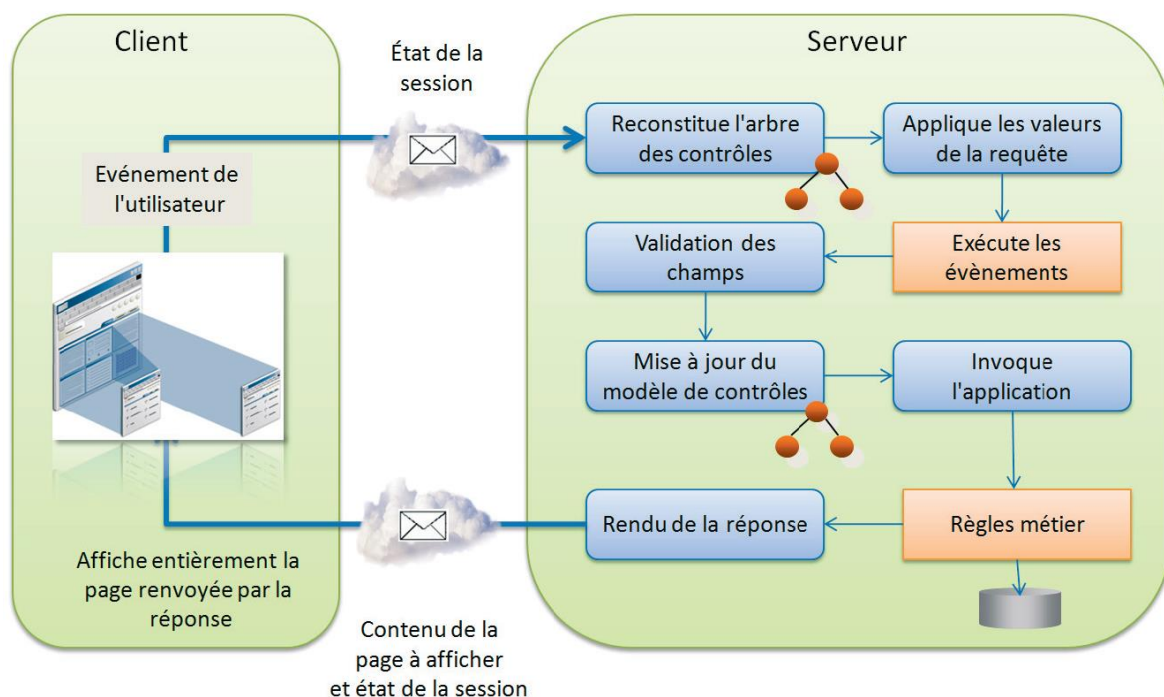 Client
Serveur
État de la
session
Reconstitue l'arbre
des contrôles
Applique les valeurs
de la requête
Evénement de
l'utilisateur
Validation des
champs
Exécute les
évènements
Mise à jour du
modèle de contrôles
Invoque
l'application
Rendu de la réponse
Règles métier
Affiche entièrement la
page renvoyée par la
réponse
Contenu de la
page à afficher
et état de la session